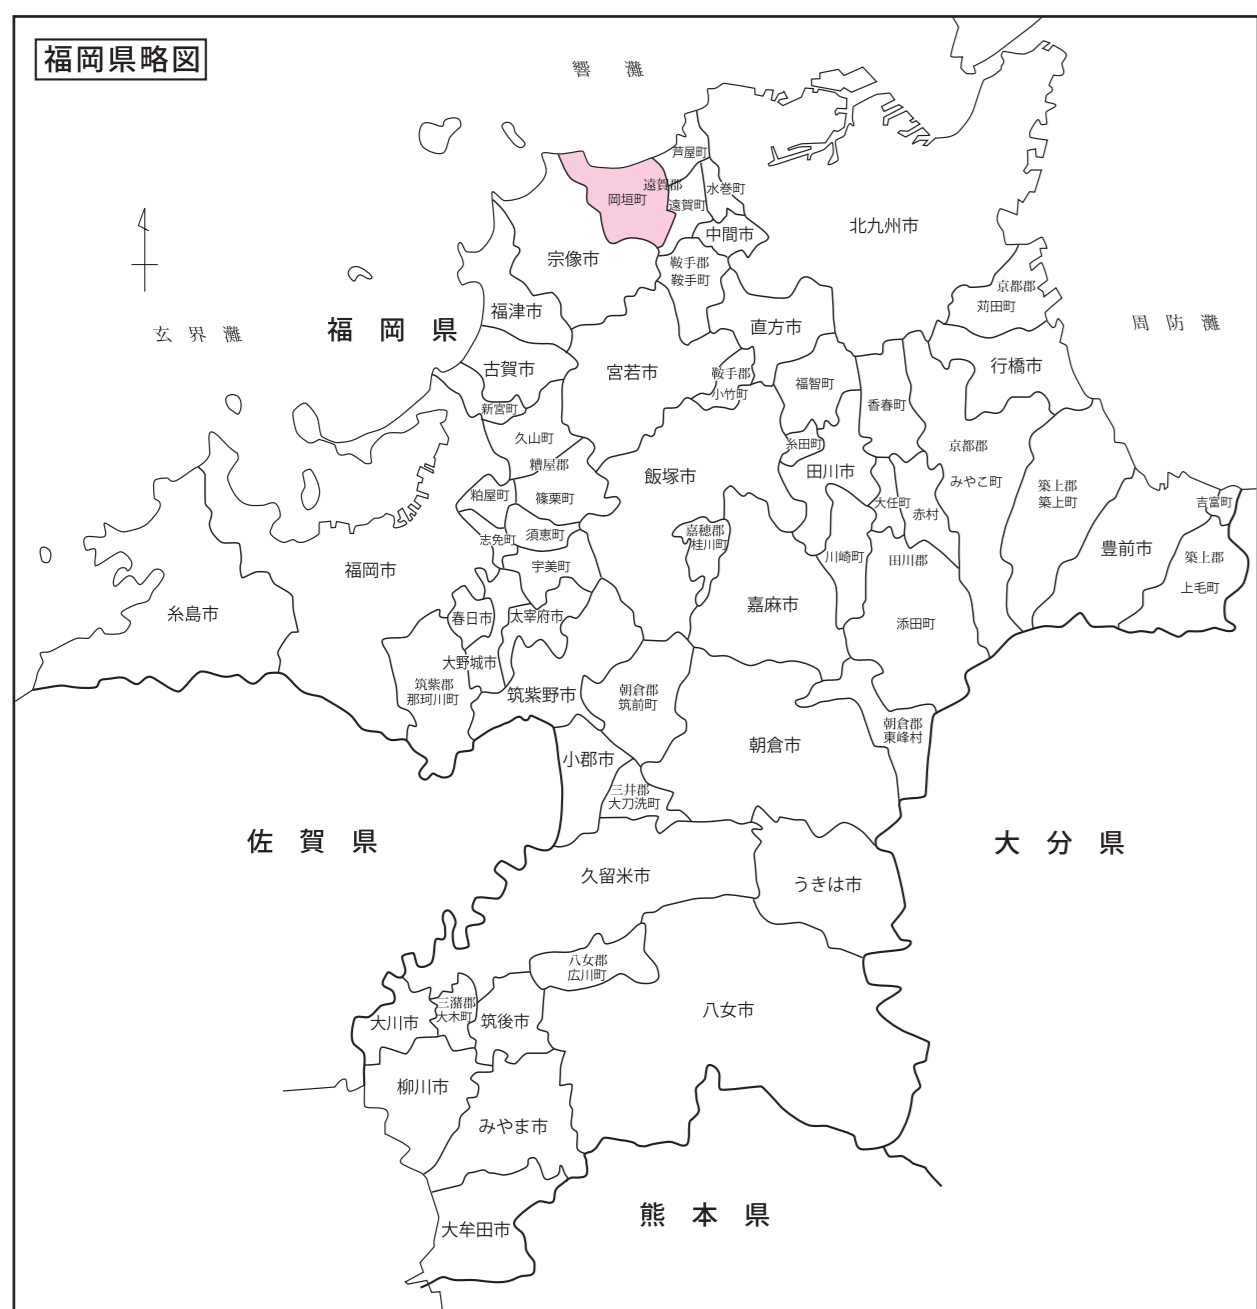 福岡県略図
響灘
芦屋町
遠賀郡
岡垣町
遠賀町
水巻町
中間市
北九州市
宗像市
鞍手郡
鞍手町
京都郡
苅田町
福津市
玄界灘
福岡県
直方市
周防灘
古賀市
宮若市
鞍手郡
小竹町
福智町
行橋市
新宮町
香春町
久山町
糟屋郡
糸田町
田川市
京都郡
みやこ町
飯塚市
粕屋町
篠栗町
築上郡
築上町
大任町
赤村
吉富町
志免町
須恵町
嘉穂郡
桂川町
宇美町
川崎町
田川郡
豊前市
築上郡
上毛町
福岡市
糸島市
春日市
太宰府市
嘉麻市
添田町
大野城市
筑紫郡
那珂川町
筑紫野市
朝倉郡
筑前町
朝倉郡
東峰村
小郡市
朝倉市
三井郡
大刀洗町
佐賀県
大分県
久留米市
うきは市
八女郡
広川町
三潴郡
大木町
大川市
筑後市
八女市
柳川市
みやま市
熊本県
大牟田市